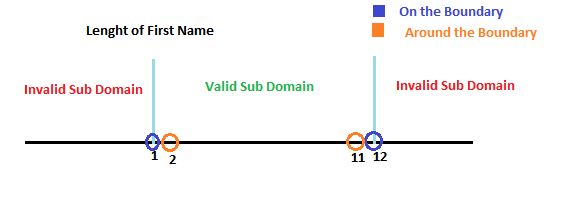 On the Boundary
Lenght of First Name
Around the Boundary
Invalid Sub Domain
Valid Sub Domain
Invalid Sub Domain
1
2
11
12